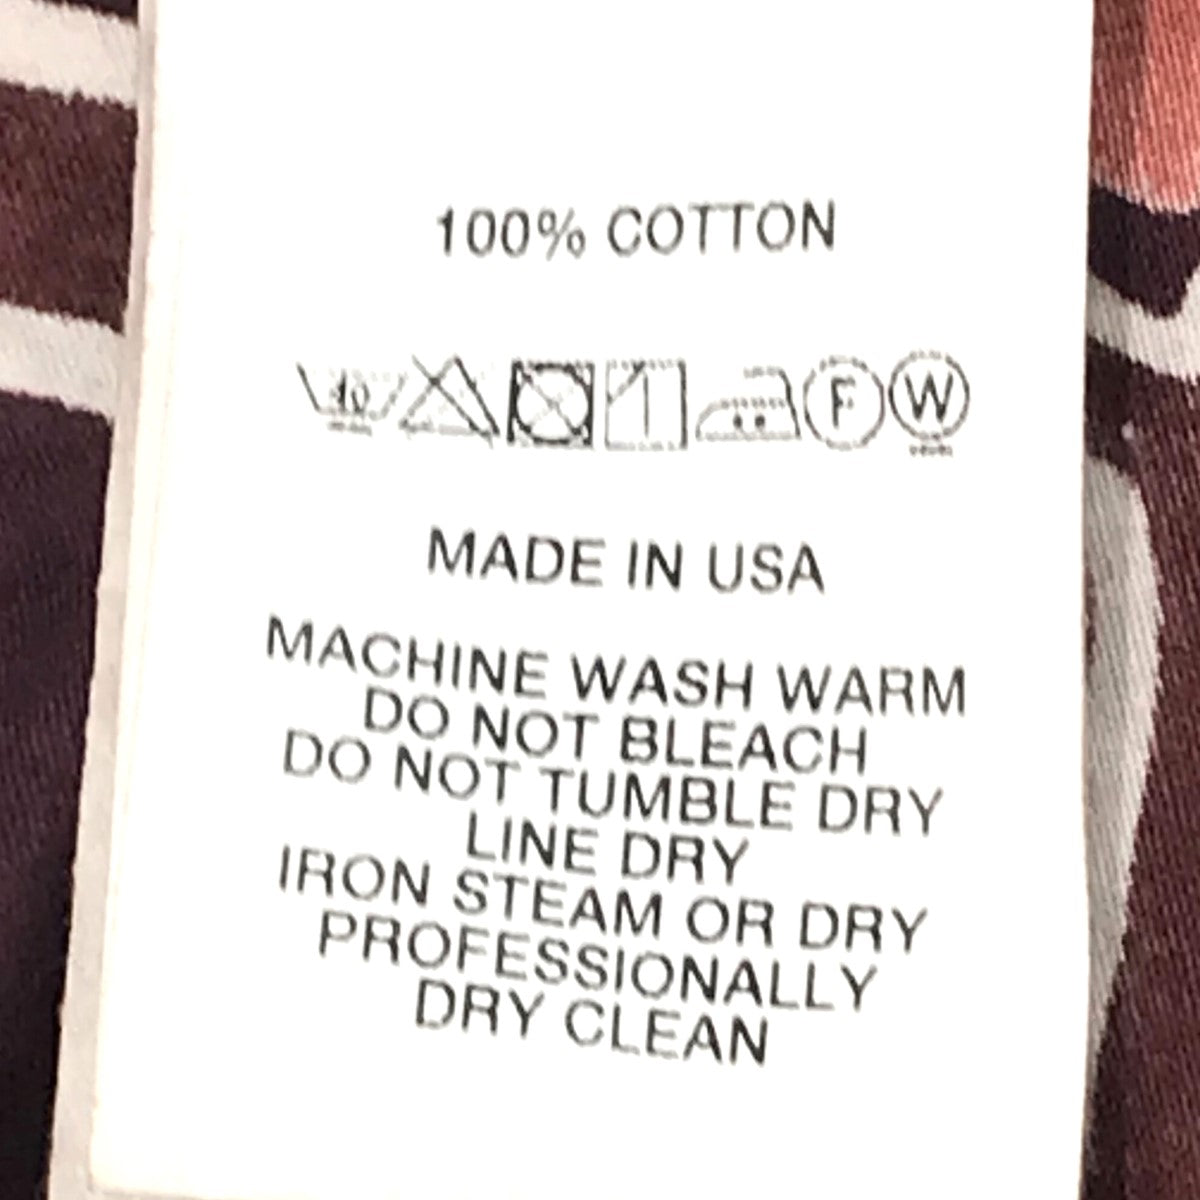 100% COTTON
40 F W
MADE IN USA
MACHINE WASH WARM
DO NOT BLEACH
DO NOT TUMBLE DRY
LINE DRY
IRON STEAM OR DRY
PROFESSIONALLY
DRY CLEAN